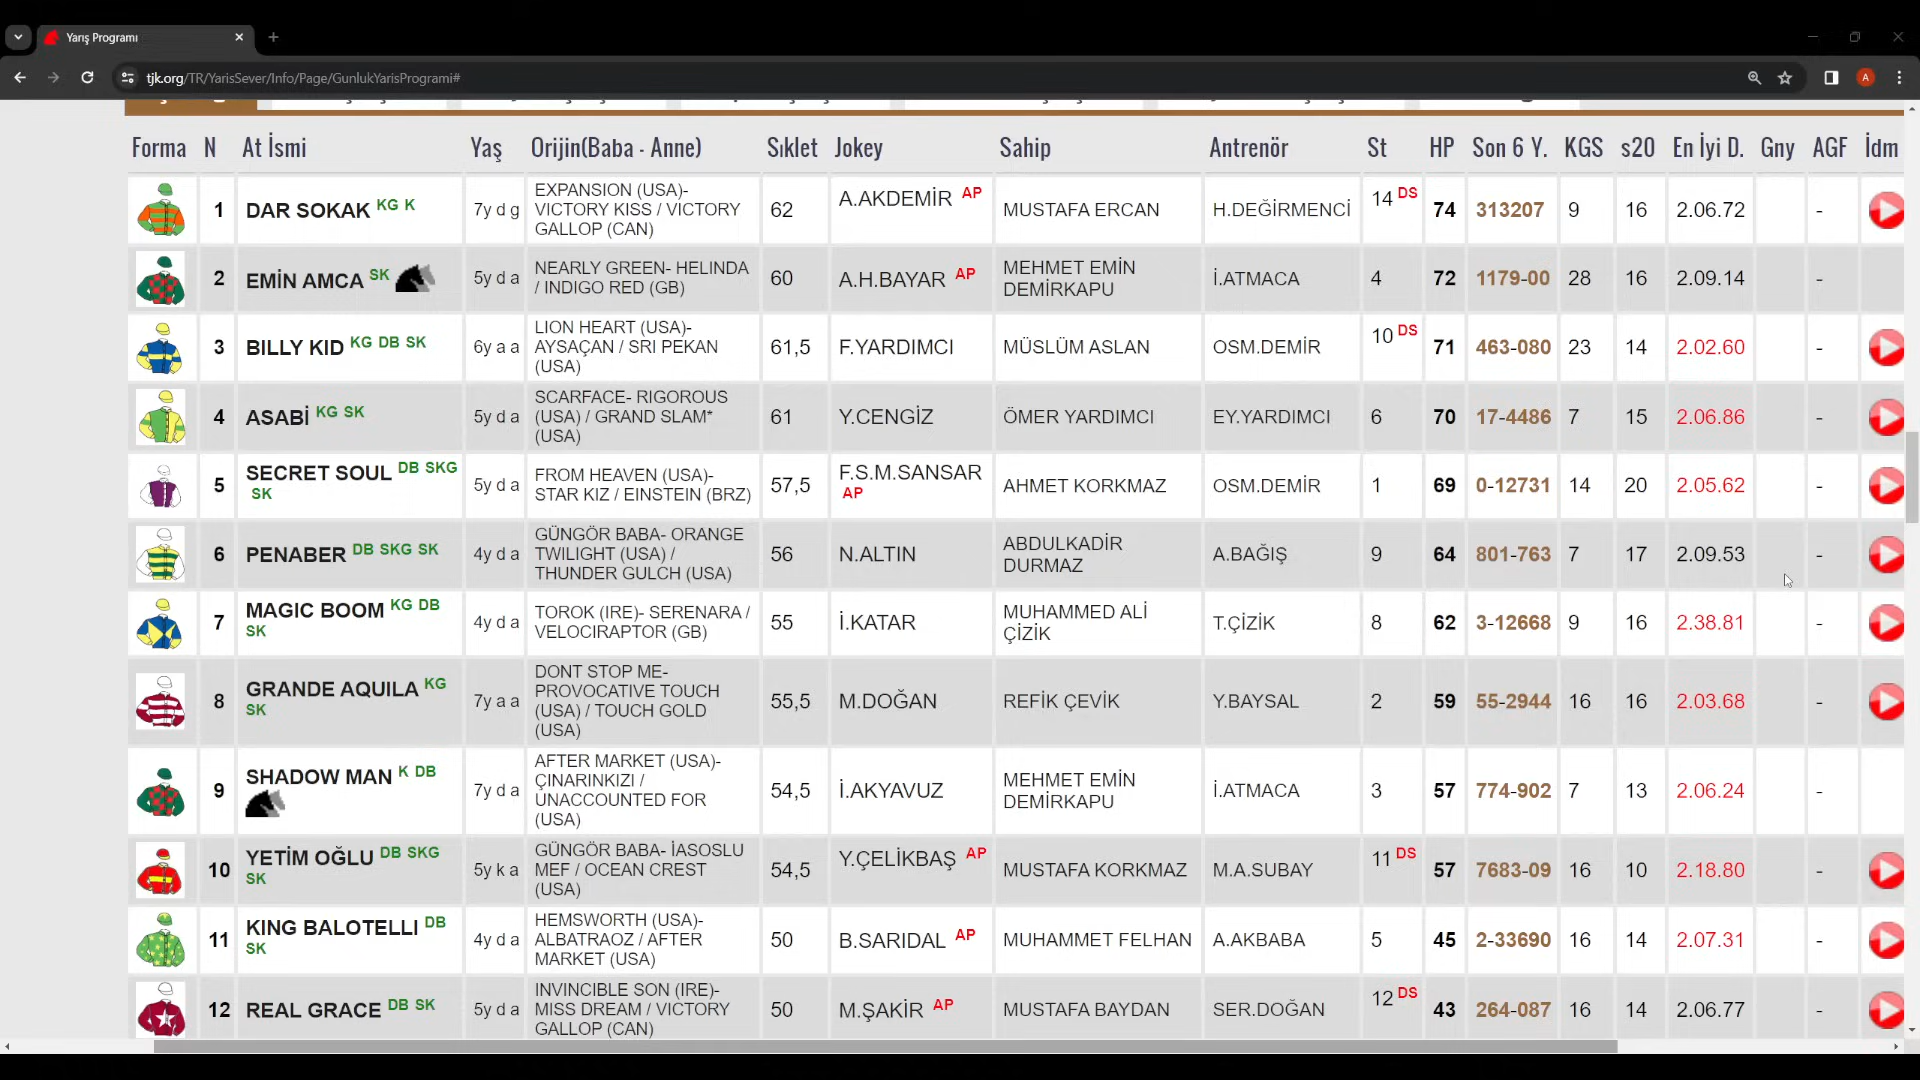 Yarış Programı
tjk.org/TR/YarisSever/Info/Page/GunlukYarisProgrami#
A
Forma N At İsmi Yaş Orijin(Baba - Anne) Sıklet Jokey Sahip Antrenör St HP Son 6 Y. KGS s20 En İyi D. Gny AGF İdm
1 DAR SOKAK KG K 7y d g EXPANSION (USA)- VICTORY KISS / VICTORY GALLOP (CAN) 62 A.AKDEMİR AP MUSTAFA ERCAN H.DEĞİRMENCİ 14 DS 74 313207 9 16 2.06.72 -
2 EMİN AMCA SK 5y d a NEARLY GREEN- HELINDA / INDIGO RED (GB) 60 A.H.BAYAR AP MEHMET EMİN DEMİRKAPU İ.ATMACA 4 72 1179-00 28 16 2.09.14 -
3 BILLY KID KG DB SK 6y a a LION HEART (USA)- AYSAÇAN / SRI PEKAN (USA) 61,5 F.YARDIMCI MÜSLÜM ASLAN OSM.DEMİR 10 DS 71 463-080 23 14 2.02.60 -
4 ASABİ KG SK 5y d a SCARFACE- RIGOROUS (USA) / GRAND SLAM* (USA) 61 Y.CENGİZ ÖMER YARDIMCI EY.YARDIMCI 6 70 17-4486 7 15 2.06.86 -
5 SECRET SOUL DB SKG SK 5y d a FROM HEAVEN (USA)- STAR KIZ / EINSTEIN (BRZ) 57,5 F.S.M.SANSAR AP AHMET KORKMAZ OSM.DEMİR 1 69 0-12731 14 20 2.05.62 -
6 PENABER DB SKG SK 4y d a GÜNGÖR BABA- ORANGE TWILIGHT (USA) / THUNDER GULCH (USA) 56 N.ALTIN ABDULKADİR DURMAZ A.BAĞIŞ 9 64 801-763 7 17 2.09.53 -
7 MAGIC BOOM KG DB SK 4y d a TOROK (IRE)- SERENARA / VELOCIRAPTOR (GB) 55 İ.KATAR MUHAMMED ALİ ÇİZİK T.ÇİZİK 8 62 3-12668 9 16 2.38.81 -
8 GRANDE AQUILA KG SK 7y a a DONT STOP ME- PROVOCATIVE TOUCH (USA) / TOUCH GOLD (USA) 55,5 M.DOĞAN REFİK ÇEVİK Y.BAYSAL 2 59 55-2944 16 16 2.03.68 -
9 SHADOW MAN K DB 7y d a AFTER MARKET (USA)- ÇINARINKIZI / UNACCOUNTED FOR (USA) 54,5 İ.AKYAVUZ MEHMET EMİN DEMİRKAPU İ.ATMACA 3 57 774-902 7 13 2.06.24 -
10 YETİM OĞLU DB SKG SK 5y k a GÜNGÖR BABA- İASOSLU MEF / OCEAN CREST (USA) 54,5 Y.ÇELİKBAŞ AP MUSTAFA KORKMAZ M.A.SUBAY 11 DS 57 7683-09 16 10 2.18.80 -
11 KING BALOTELLI DB SK 4y d a HEMSWORTH (USA)- ALBATRAOZ / AFTER MARKET (USA) 50 B.SARIDAL AP MUHAMMET FELHAN A.AKBABA 5 45 2-33690 16 14 2.07.31 -
12 REAL GRACE DB SK 5y d a INVINCIBLE SON (IRE)- MISS DREAM / VICTORY GALLOP (CAN) 50 M.ŞAKİR AP MUSTAFA BAYDAN SER.DOĞAN 12 DS 43 264-087 16 14 2.06.77 -